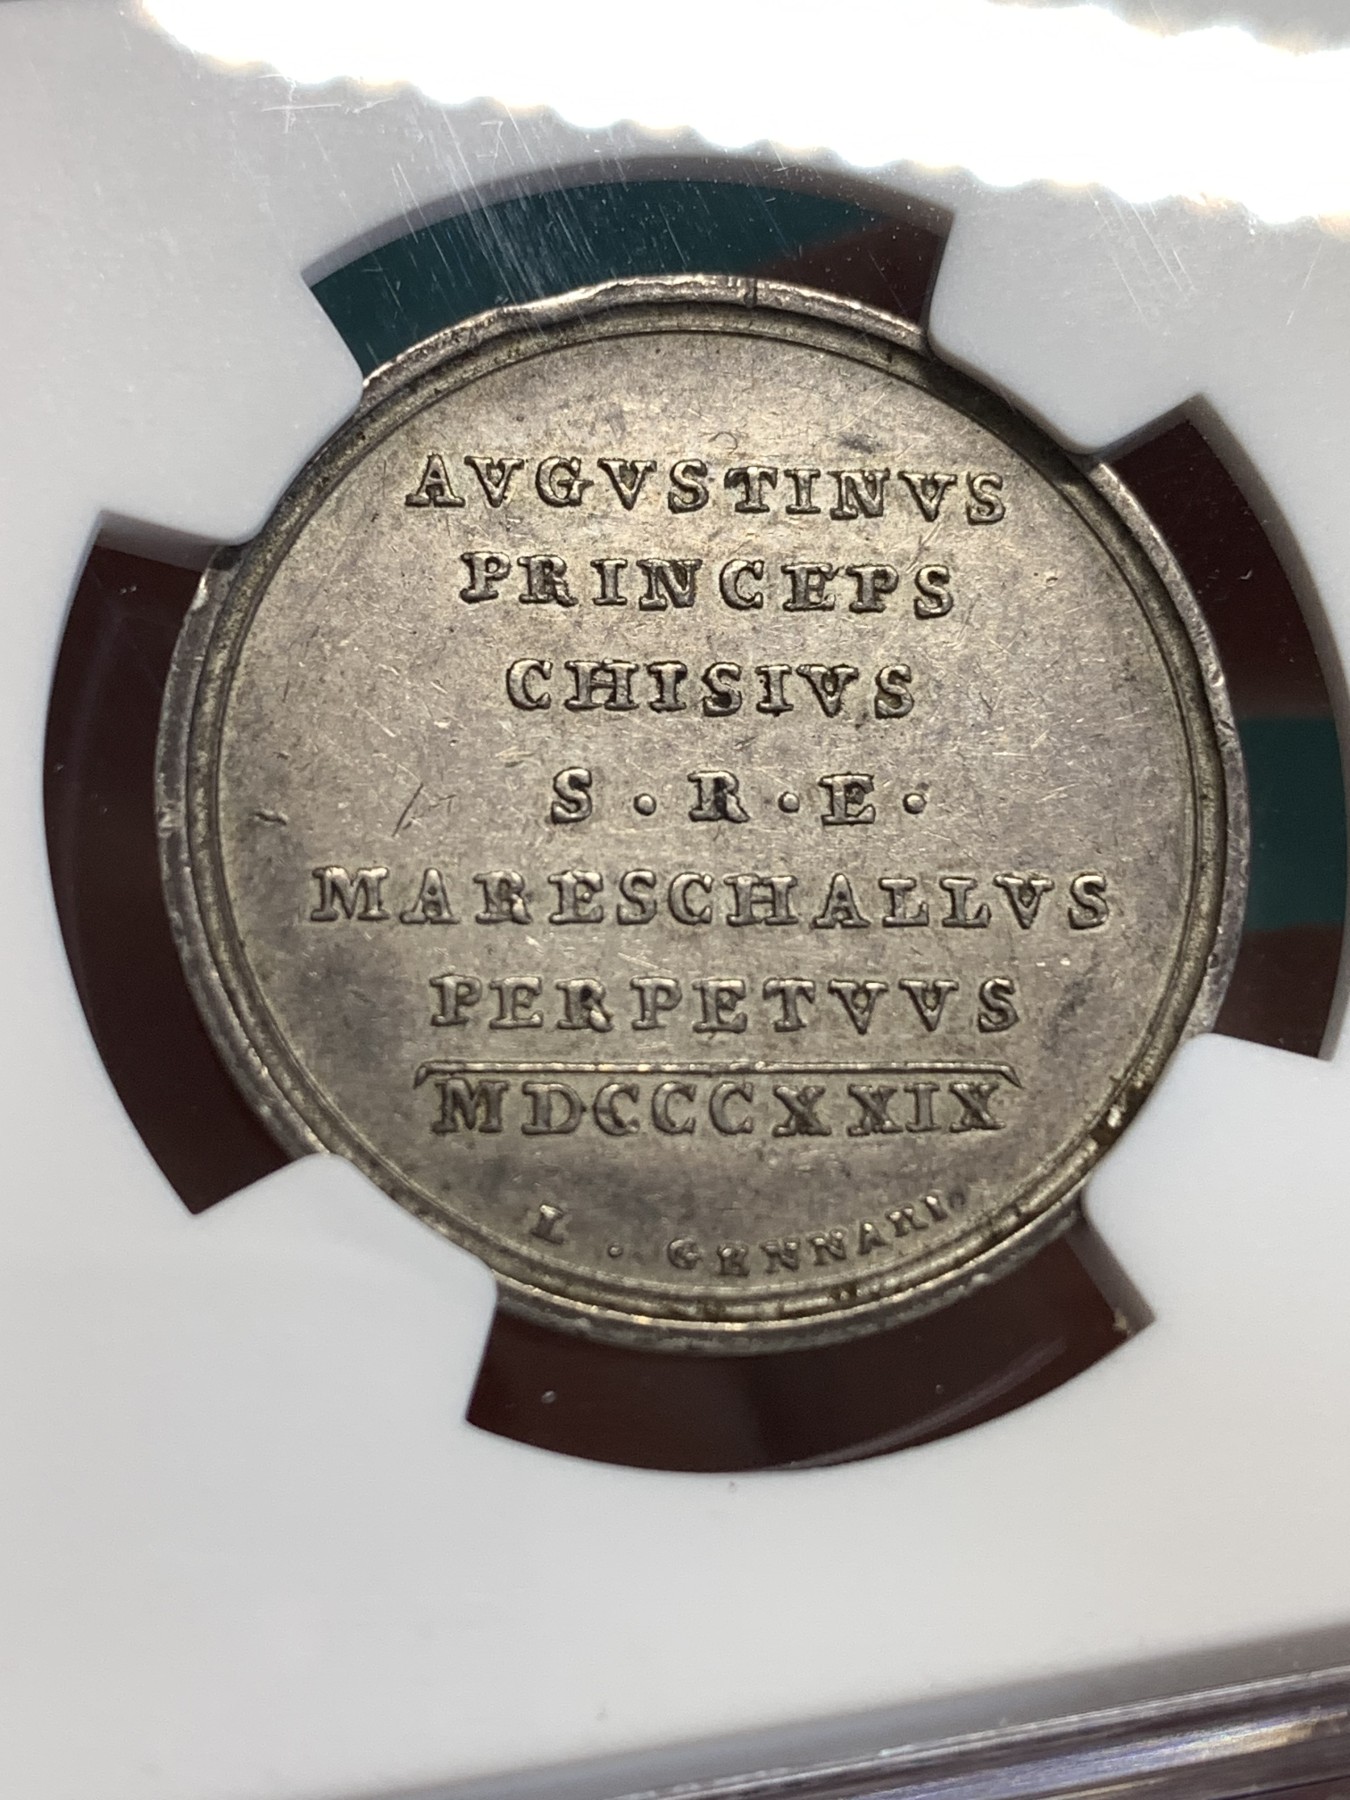 AVGVSTINVS
PRINCEPS
CHISIVS
S . R . E .
MARESCHALLVS
PERPETVVS
MDCCCXXIX
L . GENNARI